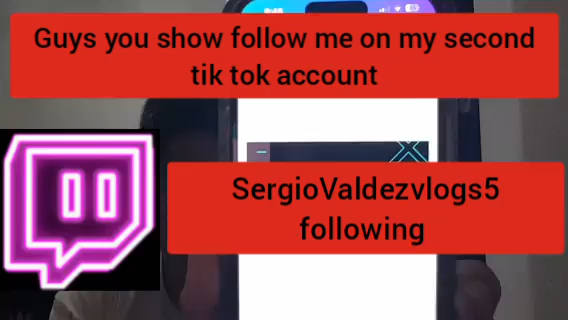 Guys you show follow me on my second
tik tok account
SergioValdezvlogs5
following